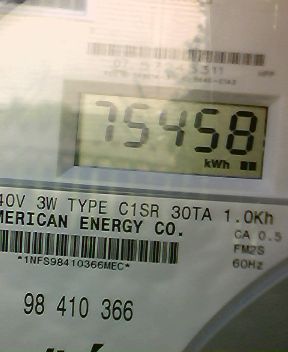 75458
kWh
40V 3W TYPE C1SR 30TA 1.0Kh
MERICAN ENERGY CO.
CA 0.5
FM2S
60Hz
*1NFS98410366MEC*
98 410 366